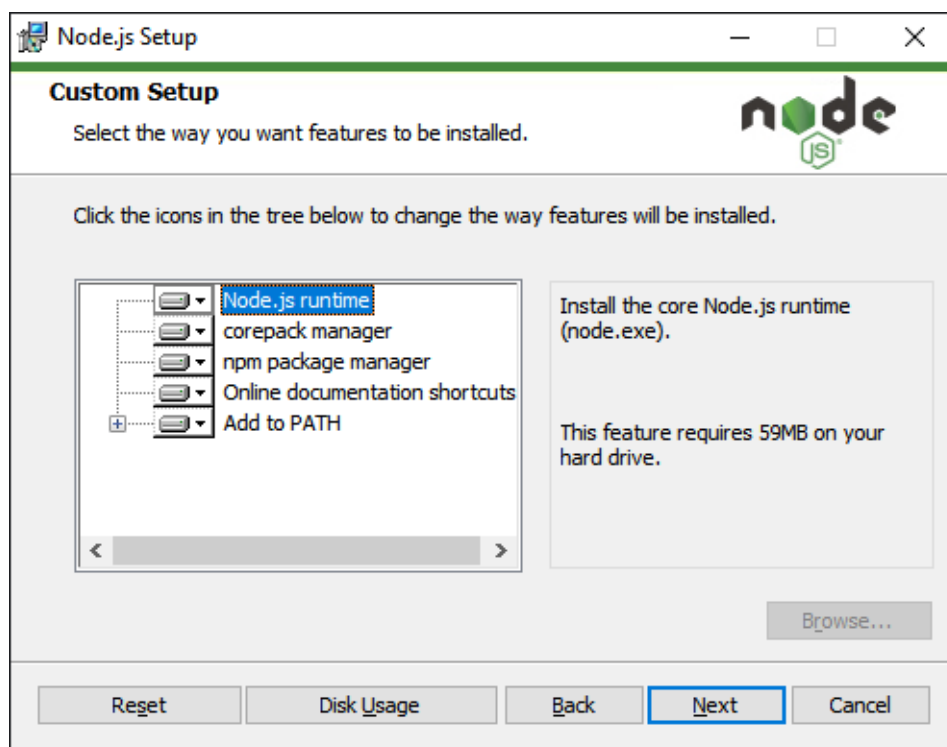 Node.js Setup
Custom Setup
Select the way you want features to be installed.
node
JS
Click the icons in the tree below to change the way features will be installed.
Node.js runtime
corepack manager
npm package manager
Online documentation shortcuts
Add to PATH
Install the core Node.js runtime
(node.exe).
This feature requires 59MB on your
hard drive.
Browse...
Reset
Disk Usage
Back
Next
Cancel